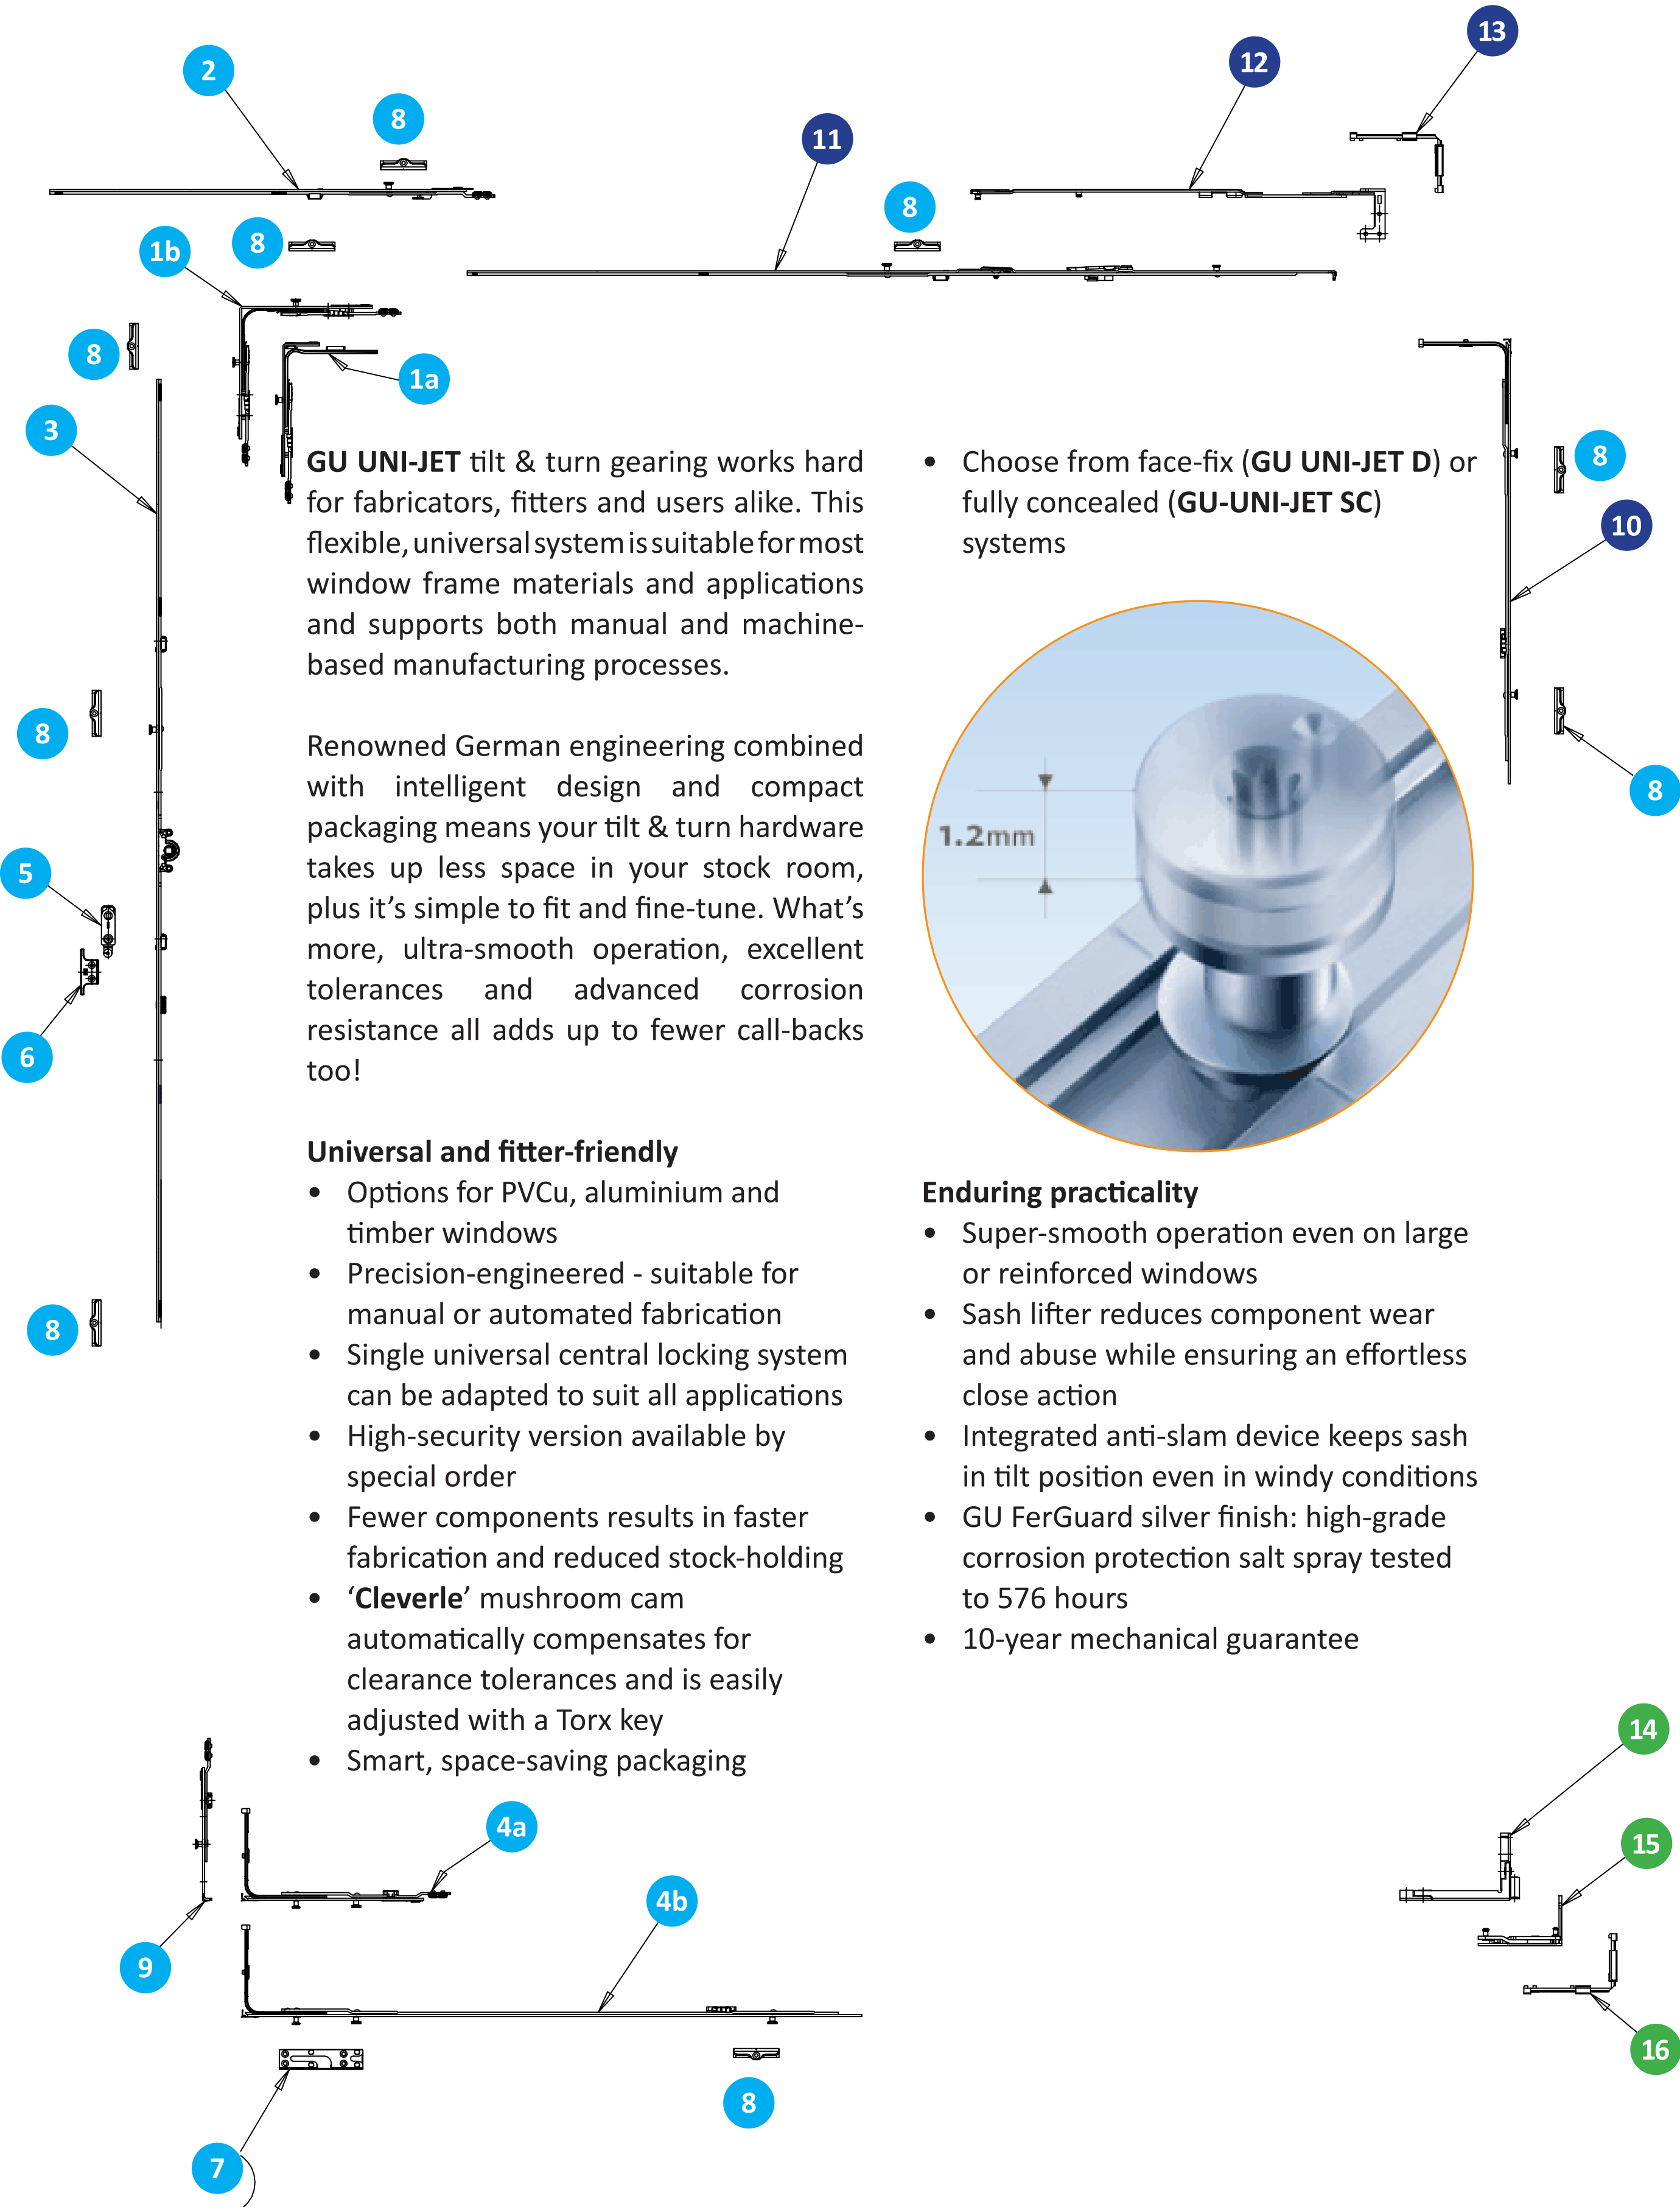 13
12
2
8
11
8
8
1b
8
1a
3
GU UNI-JET tilt & turn gearing works hard
for fabricators, fitters and users alike. This
flexible, universal system is suitable for most
window frame materials and applications
and supports both manual and machine-
based manufacturing processes.
Renowned German engineering combined
with intelligent design and compact
packaging means your tilt & turn hardware
takes up less space in your stock room,
plus it’s simple to fit and fine-tune. What’s
more, ultra-smooth operation, excellent
tolerances and advanced corrosion
resistance all adds up to fewer call-backs
too!
Universal and fitter-friendly
• Options for PVCu, aluminium and
timber windows
• Precision-engineered - suitable for
manual or automated fabrication
• Single universal central locking system
can be adapted to suit all applications
• High-security version available by
special order
• Fewer components results in faster
fabrication and reduced stock-holding
• ‘Cleverle’ mushroom cam
automatically compensates for
clearance tolerances and is easily
adjusted with a Torx key
• Smart, space-saving packaging
• Choose from face-fix (GU UNI-JET D) or
fully concealed (GU-UNI-JET SC)
systems
1.2mm
Enduring practicality
• Super-smooth operation even on large
or reinforced windows
• Sash lifter reduces component wear
and abuse while ensuring an effortless
close action
• Integrated anti-slam device keeps sash
in tilt position even in windy conditions
• GU FerGuard silver finish: high-grade
corrosion protection salt spray tested
to 576 hours
• 10-year mechanical guarantee
8
10
8
8
5
6
8
14
4a
15
4b
9
16
8
7